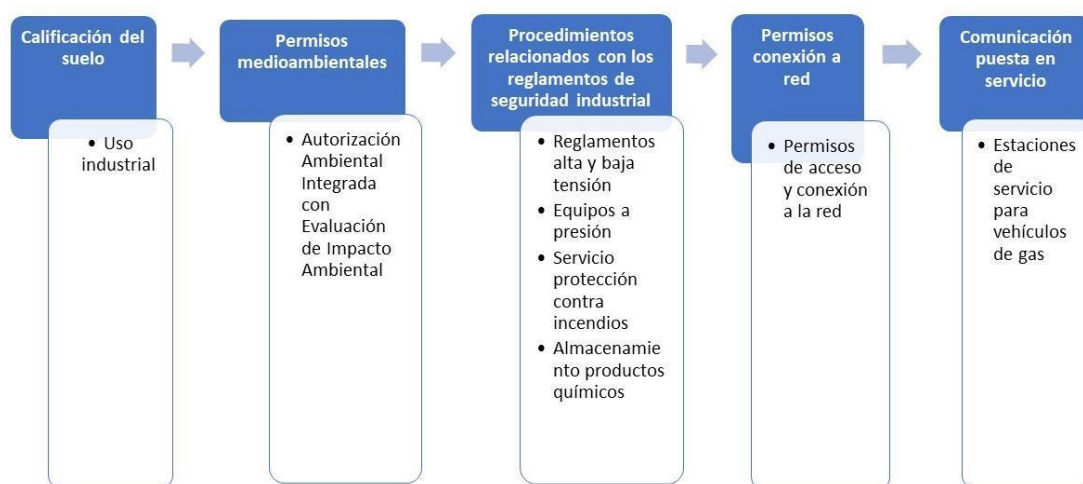 Calificación del
suelo
• Uso
industrial
Permisos
medioambientales
• Autorización
Ambiental
Integrada
con
Evaluación
de Impacto
Ambiental
Procedimientos
relacionados con los
reglamentos de
seguridad industrial
• Reglamentos
alta y baja
tensión
• Equipos a
presión
• Servicio
protección
contra
incendios
• Almacenamie
nto productos
químicos
Permisos
conexión a
red
• Permisos
de acceso
y conexión
a la red
Comunicación
puesta en
servicio
• Estaciones
de
servicio
para
vehículos
de gas